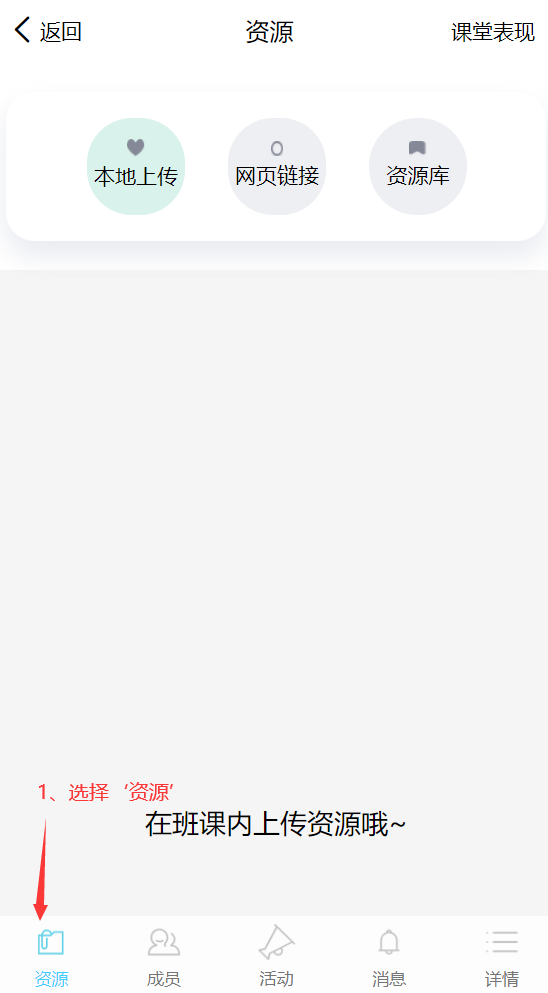 返回 资源 课堂表现
本地上传 网页链接 资源库
1、选择‘资源’
在班课内上传资源哦~
资源 成员 活动 消息 详情